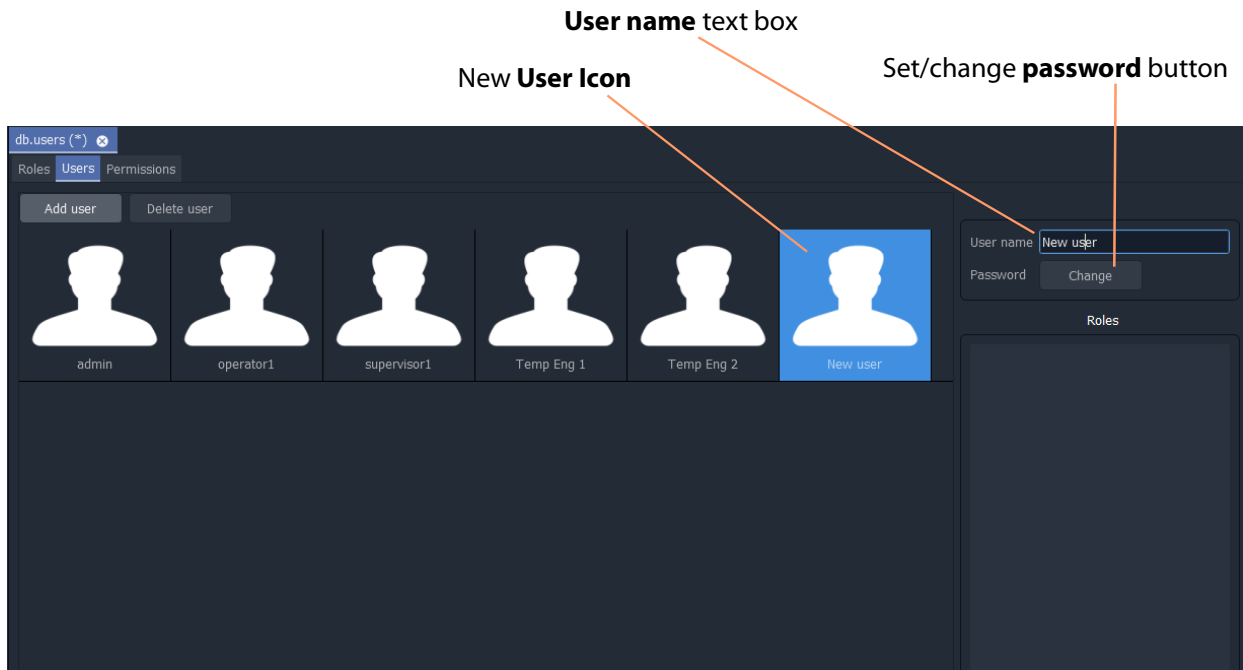 User name text box
New User Icon
Set/change password button
db.users (*)
Roles Users Permissions
Add user Delete user
User name New user
Password Change
Roles
admin operator1 supervisor1 Temp Eng 1 Temp Eng 2 New user